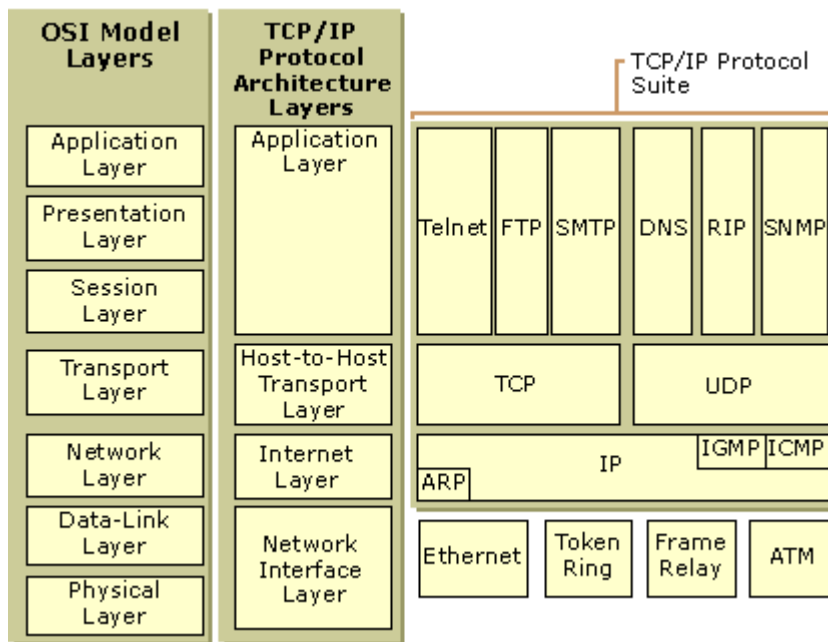 OSI Model
Layers
Application
Layer
Presentation
Layer
Session
Layer
Transport
Layer
Network
Layer
Data-Link
Layer
Physical
Layer
TCP/IP
Protocol
Architecture
Layers
Application
Layer
Host-to-Host
Transport
Layer
Internet
Layer
Network
Interface
Layer
TCP/IP Protocol
Suite
Telnet
FTP
SMTP
DNS
RIP
SNMP
TCP
UDP
IP
IGMP
ICMP
ARP
Ethernet
Token
Ring
Frame
Relay
ATM